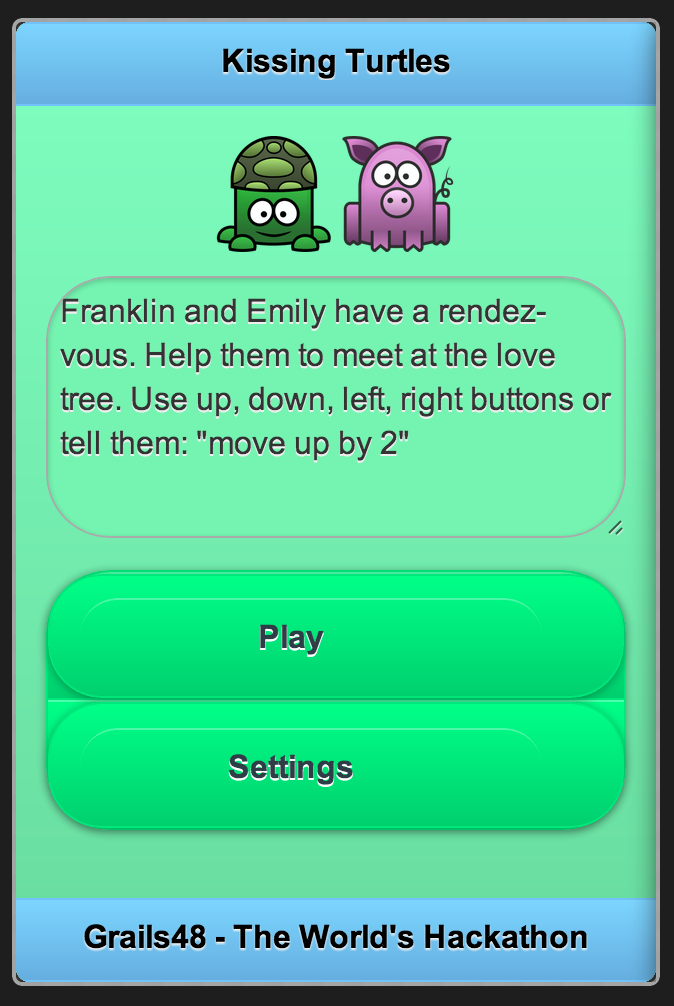 Kissing Turtles
Franklin and Emily have a rendez-
vous. Help them to meet at the love
tree. Use up, down, left, right buttons or
tell them: "move up by 2"
Play
Settings
Grails48 - The World's Hackathon